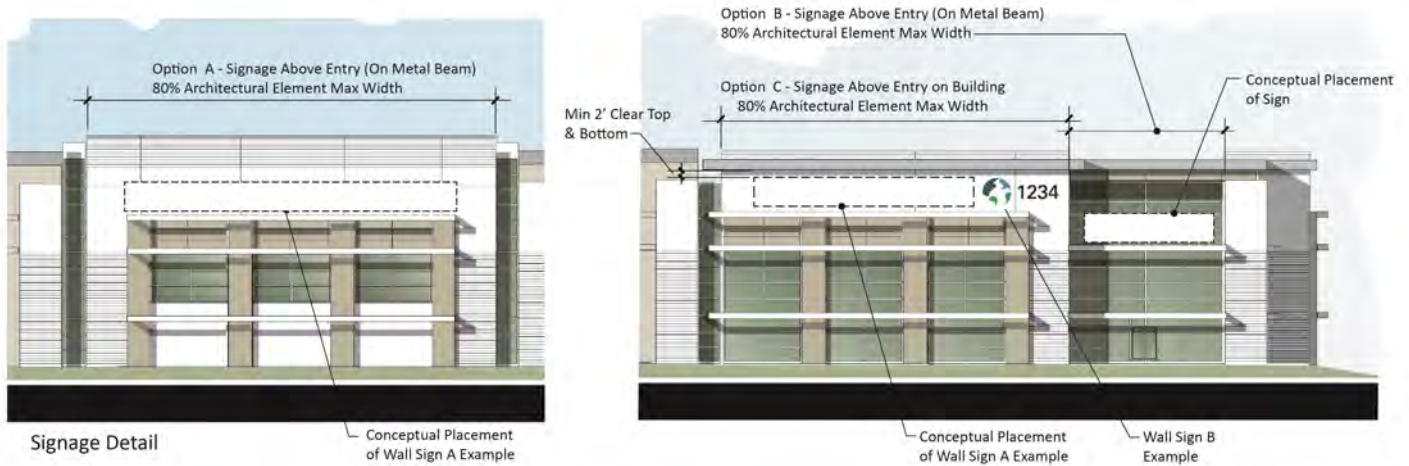 Option A - Signage Above Entry (On Metal Beam)
80% Architectural Element Max Width
Conceptual Placement
of Wall Sign A Example
Signage Detail
Option B - Signage Above Entry (On Metal Beam)
80% Architectural Element Max Width
Option C - Signage Above Entry on Building
80% Architectural Element Max Width
Conceptual Placement
of Sign
Min 2' Clear Top
& Bottom
1234
Conceptual Placement
of Wall Sign A Example
Wall Sign B
Example